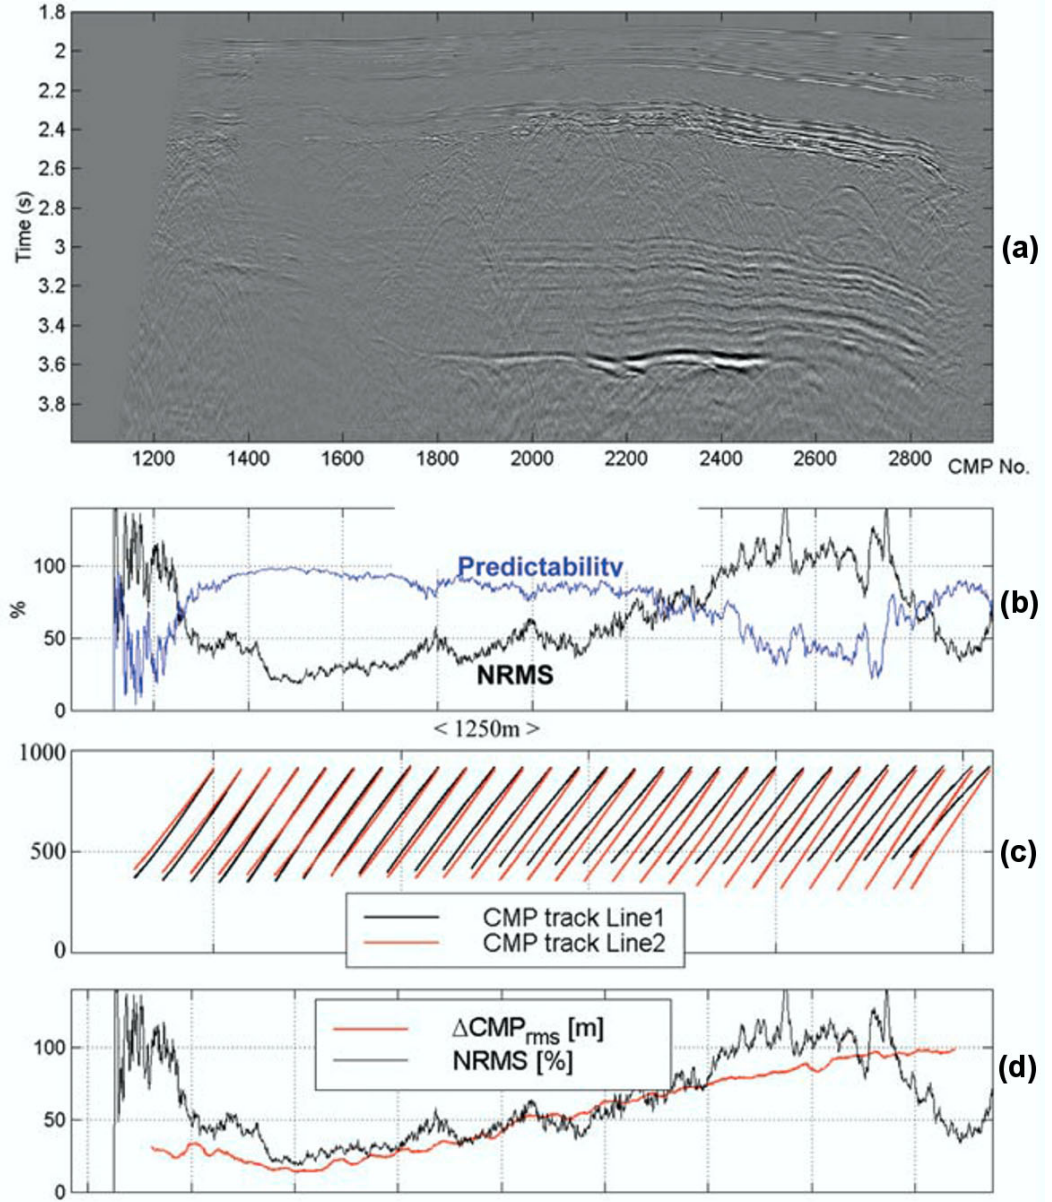 1.8
2
2.2
2.4
2.6
2.8
3
3.2
3.4
3.6
3.8
Time (s)
(a)
1200 1400 1600 1800 2000 2200 2400 2600 2800 CMP No.
100
50
0
%
Predictability
NRMS
(b)
< 1250m >
1000
500
0
CMP track Line1
CMP track Line2
(c)
100
50
0
ΔCMPrms [m]
NRMS [%]
(d)